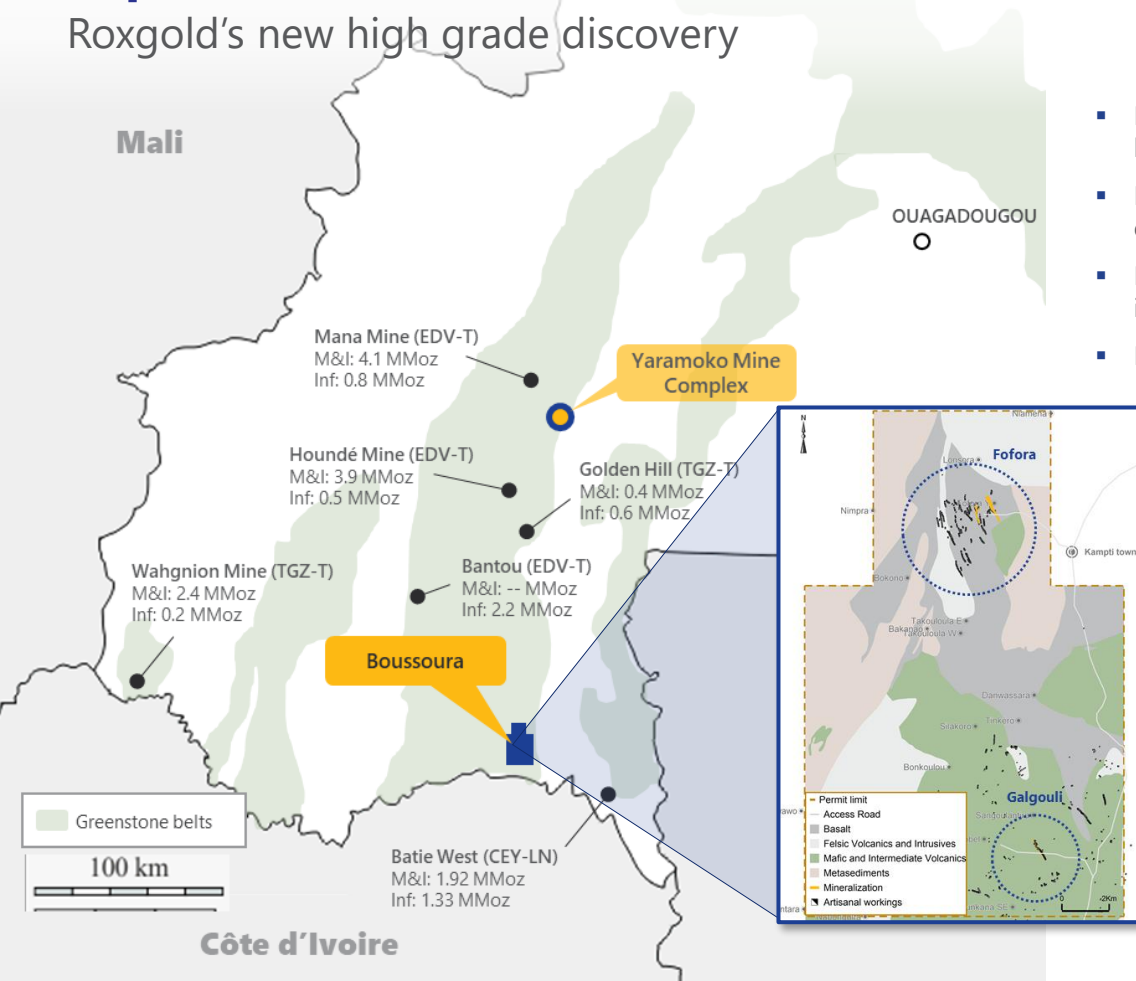 Roxgold's new high grade discovery
Mali
OUAGADOUGOU
Mana Mine (EDV-T)
M&I: 4.1 MMoz
Inf: 0.8 MMoz
Yaramoko Mine
Complex
Houndé Mine (EDV-T)
M&I: 3.9 MMoz
Inf: 0.5 MMoz
Golden Hill (TGZ-T)
M&I: 0.4 MMoz
Inf: 0.6 MMoz
Wahgnion Mine (TGZ-T)
M&I: 2.4 MMoz
Inf: 0.2 MMoz
Bantou (EDV-T)
M&I: -- MMoz
Inf: 2.2 MMoz
Boussoura
Greenstone belts
100 km
Batie West (CEY-LN)
M&I: 1.92 MMoz
Inf: 1.33 MMoz
Côte d'Ivoire
N
Niamena
Fofora
Nimpra
Kampti town
Bokono
Takouloula E
Takouloula W
Danwassara
Tinkero
Silakoro
Bonkoulou
Galgouli
Permit limit
Access Road
Basalt
Felsic Volcanics and Intrusives
Mafic and Intermediate Volcanics
Metasediments
Mineralization
Artisanal workings
0
2Km